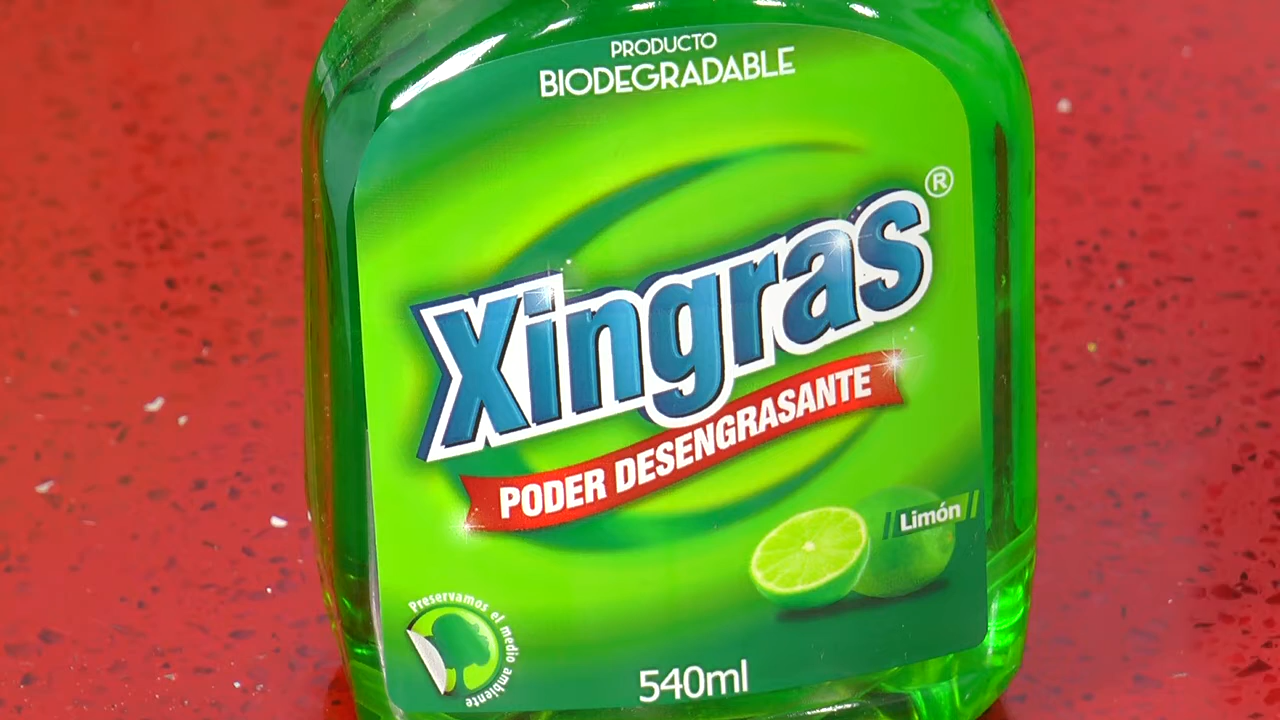 PRODUCTO
BIODEGRADABLE
Xingras®
PODER DESENGRASANTE
Limón
Preservamos el medio ambiente
540ml